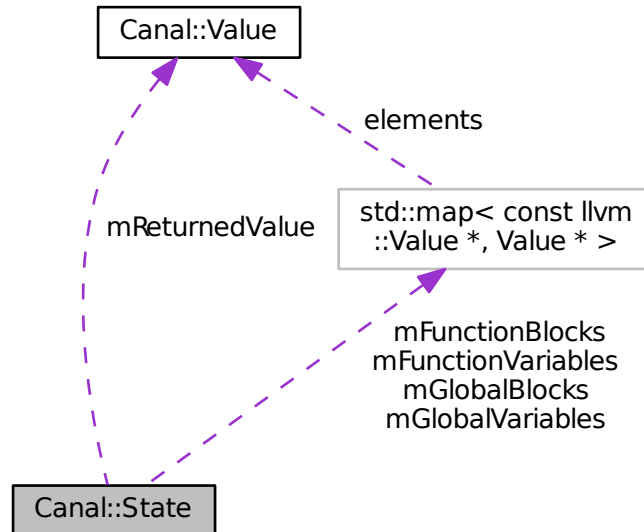 Canal::Value
elements
std::map< const llvm
::Value *, Value * >
mReturnedValue
mFunctionBlocks
mFunctionVariables
mGlobalBlocks
mGlobalVariables
Canal::State